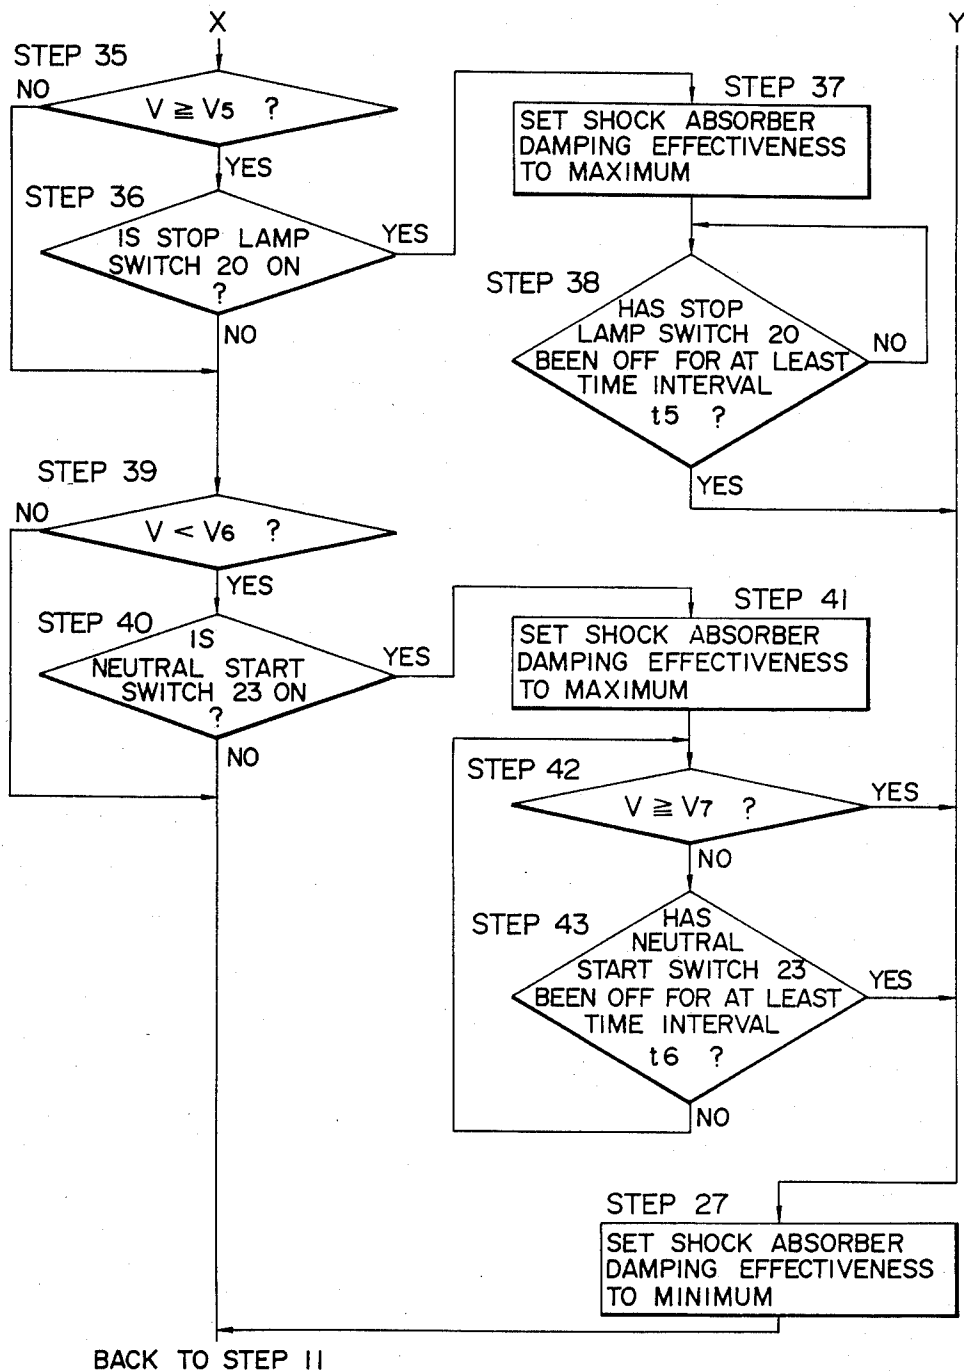 X
Y
STEP 35
NO
V ≧ V5 ?
YES
STEP 36
IS STOP LAMP
SWITCH 20 ON
?
YES
NO
STEP 37
SET SHOCK ABSORBER
DAMPING EFFECTIVENESS
TO MAXIMUM
STEP 38
HAS STOP
LAMP SWITCH 20
BEEN OFF FOR AT LEAST
TIME INTERVAL
t5 ?
NO
YES
STEP 39
NO
V < V6 ?
YES
STEP 40
IS
NEUTRAL START
SWITCH 23 ON
?
YES
NO
STEP 41
SET SHOCK ABSORBER
DAMPING EFFECTIVENESS
TO MAXIMUM
STEP 42
V ≧ V7 ?
YES
NO
STEP 43
HAS
NEUTRAL
START SWITCH 23
BEEN OFF FOR AT LEAST
TIME INTERVAL
t6 ?
YES
NO
STEP 27
SET SHOCK ABSORBER
DAMPING EFFECTIVENESS
TO MINIMUM
BACK TO STEP 11